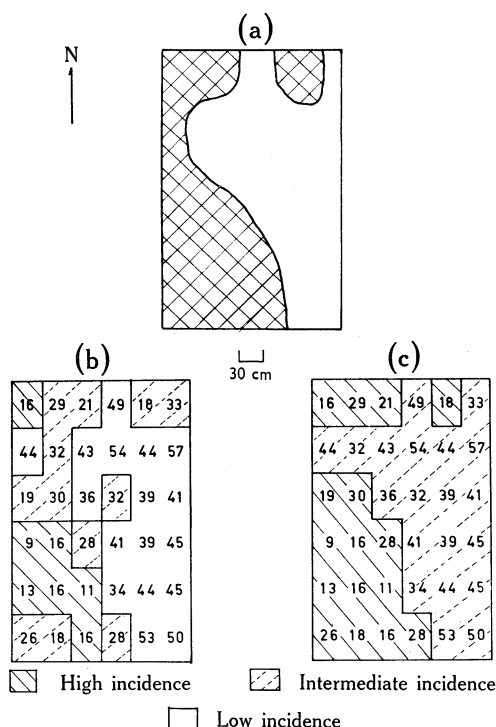 (a)
N
30 cm
(b)
(c)
16 29 21 49 18 33
44 32 43 54 44 57
19 30 36 32 39 41
9 16 28 41 39 45
13 16 11 34 44 45
26 18 16 28 53 50
16 29 21 49 18 33
44 32 43 54 44 57
19 30 36 32 39 41
9 16 28 41 39 45
13 16 11 34 44 45
26 18 16 28 53 50
High incidence
Intermediate incidence
Low incidence